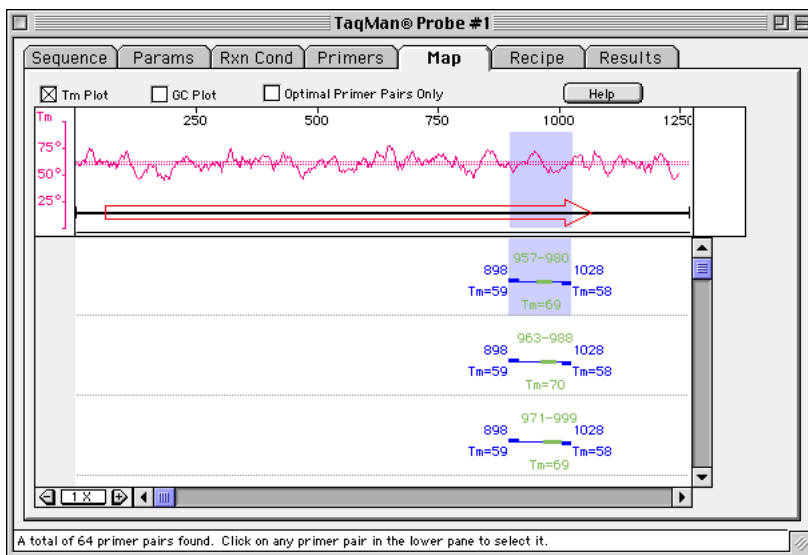 TaqMan® Probe #1
Sequence Params Rxn Cond Primers Map Recipe Results
Tm Plot GC Plot Optimal Primer Pairs Only Help
Tm 250 500 750 1000 1250
75°
50°
25°
957-980
898 1028
Tm=59 Tm=58
Tm=69
963-988
898 1028
Tm=59 Tm=58
Tm=70
971-999
898 1028
Tm=59 Tm=58
Tm=69
1 X
A total of 64 primer pairs found. Click on any primer pair in the lower pane to select it.